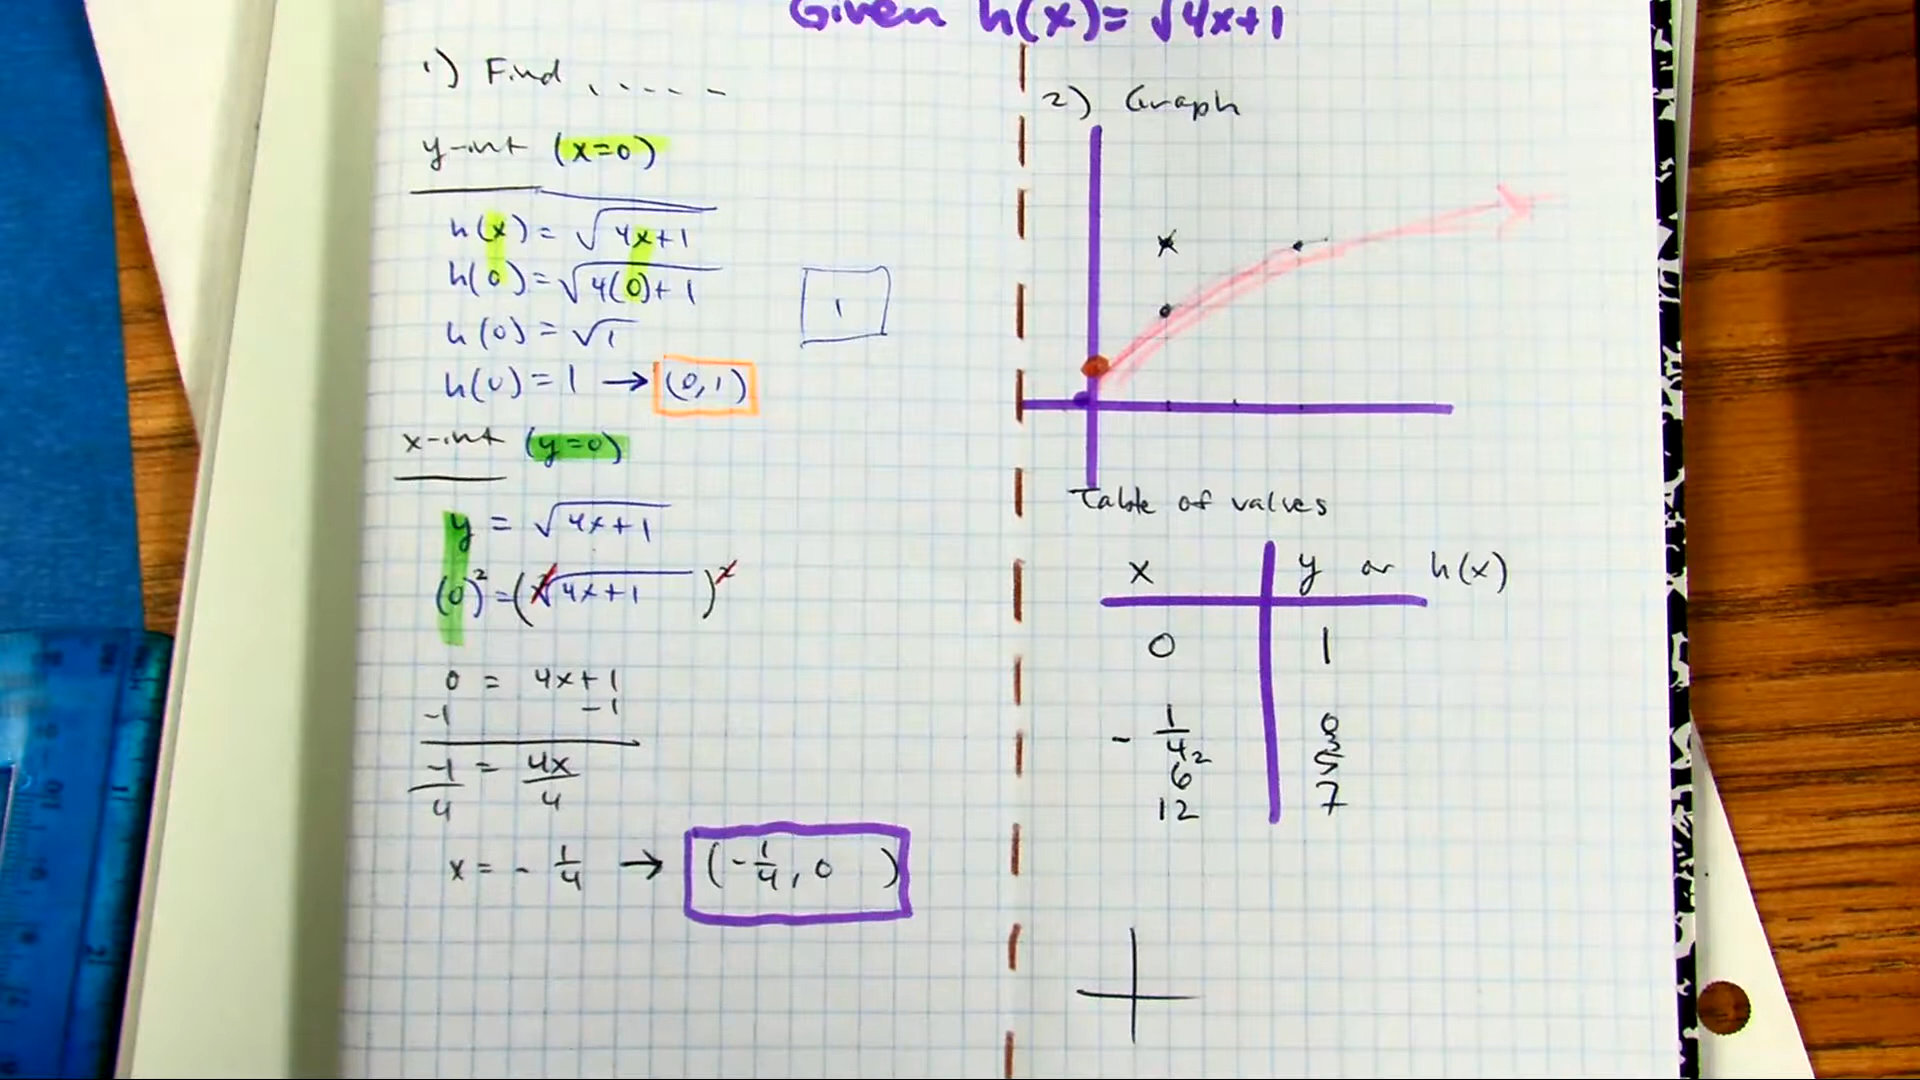 Given h(x)= √4x+1
1.) Find
y-int (x=0)
h(x) = √4x+1
h(0) = √4(0)+1
h(0) = √1
h(0) = 1 → (0,1)
1
x-int (y=0)
y = √4x+1
(0)² = (²√4x+1)²
0 = 4x+1
-1 -1
-1/4 = 4x/4
x = - 1/4 → (-1/4, 0)
2) Graph
Table of values
x y or h(x)
0 1
- 1/4 0
2 3
6 5
12 7